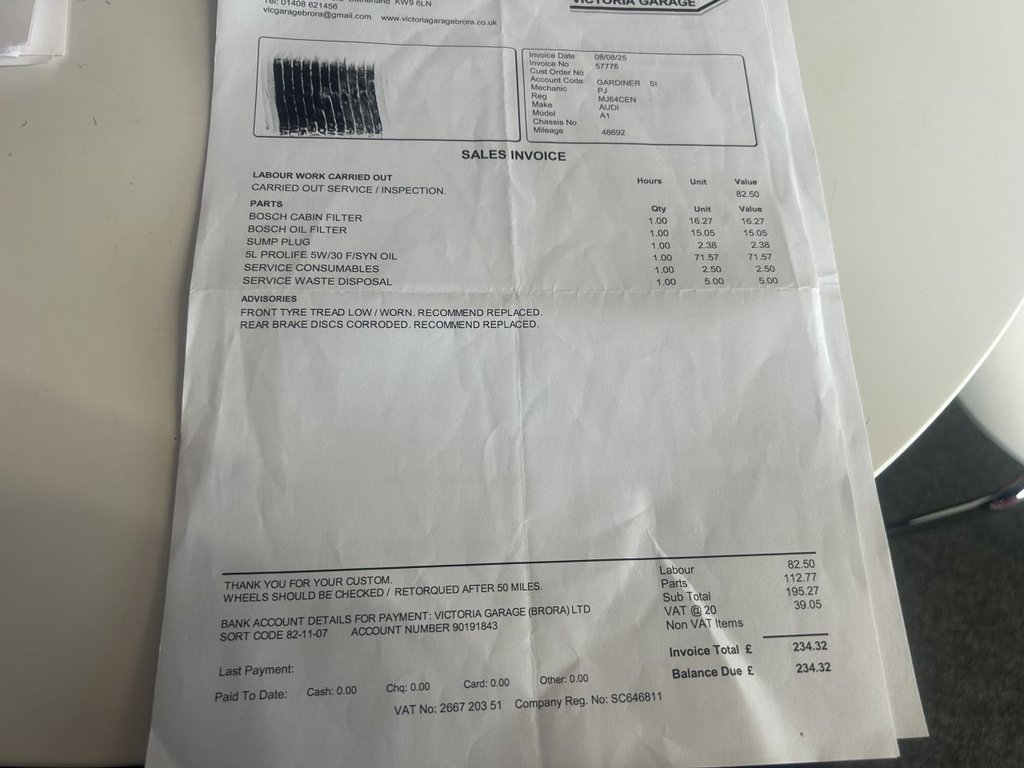 Tel: 01408 621456 Sutherland KW9 6LN
vicgaragebrora@gmail.com www.victoriagaragebrora.co.uk
VICTORIA GARAGE
Invoice Date 08/08/25
Invoice No 57776
Cust Order No
Account Code GARDINER SI
Mechanic PJ
Reg MJ64CEN
Make AUDI
Model A1
Chassis No
Mileage 48692
SALES INVOICE
LABOUR WORK CARRIED OUT Hours Unit Value
CARRIED OUT SERVICE / INSPECTION. 82.50
PARTS Qty Unit Value
BOSCH CABIN FILTER 1.00 16.27 16.27
BOSCH OIL FILTER 1.00 15.05 15.05
SUMP PLUG 1.00 2.38 2.38
5L PROLIFE 5W/30 F/SYN OIL 1.00 71.57 71.57
SERVICE CONSUMABLES 1.00 2.50 2.50
SERVICE WASTE DISPOSAL 1.00 5.00 5.00
ADVISORIES
FRONT TYRE TREAD LOW / WORN. RECOMMEND REPLACED.
REAR BRAKE DISCS CORRODED. RECOMMEND REPLACED.
THANK YOU FOR YOUR CUSTOM.
WHEELS SHOULD BE CHECKED / RETORQUED AFTER 50 MILES.
BANK ACCOUNT DETAILS FOR PAYMENT: VICTORIA GARAGE (BRORA) LTD
SORT CODE 82-11-07 ACCOUNT NUMBER 90191843
Labour 82.50
Parts 112.77
Sub Total 195.27
VAT @ 20 39.05
Non VAT Items
Invoice Total £ 234.32
Balance Due £ 234.32
Last Payment:
Paid To Date: Cash: 0.00 Chq: 0.00 Card: 0.00 Other: 0.00
VAT No: 2667 203 51 Company Reg. No: SC646811